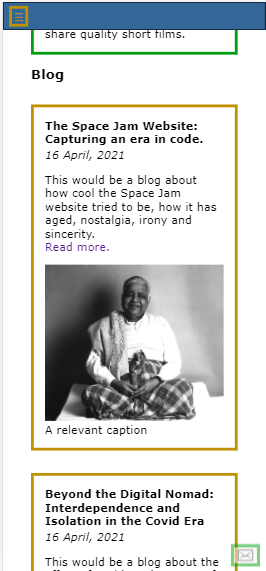 share quality short films.
Blog
The Space Jam Website:
Capturing an era in code.
16 April, 2021
This would be a blog about
how cool the Space Jam
website tried to be, how it has
aged, nostalgia, irony and
sincerity.
Read more.
A relevant caption
Beyond the Digital Nomad:
Interdependence and
Isolation in the Covid Era
16 April, 2021
This would be a blog about the